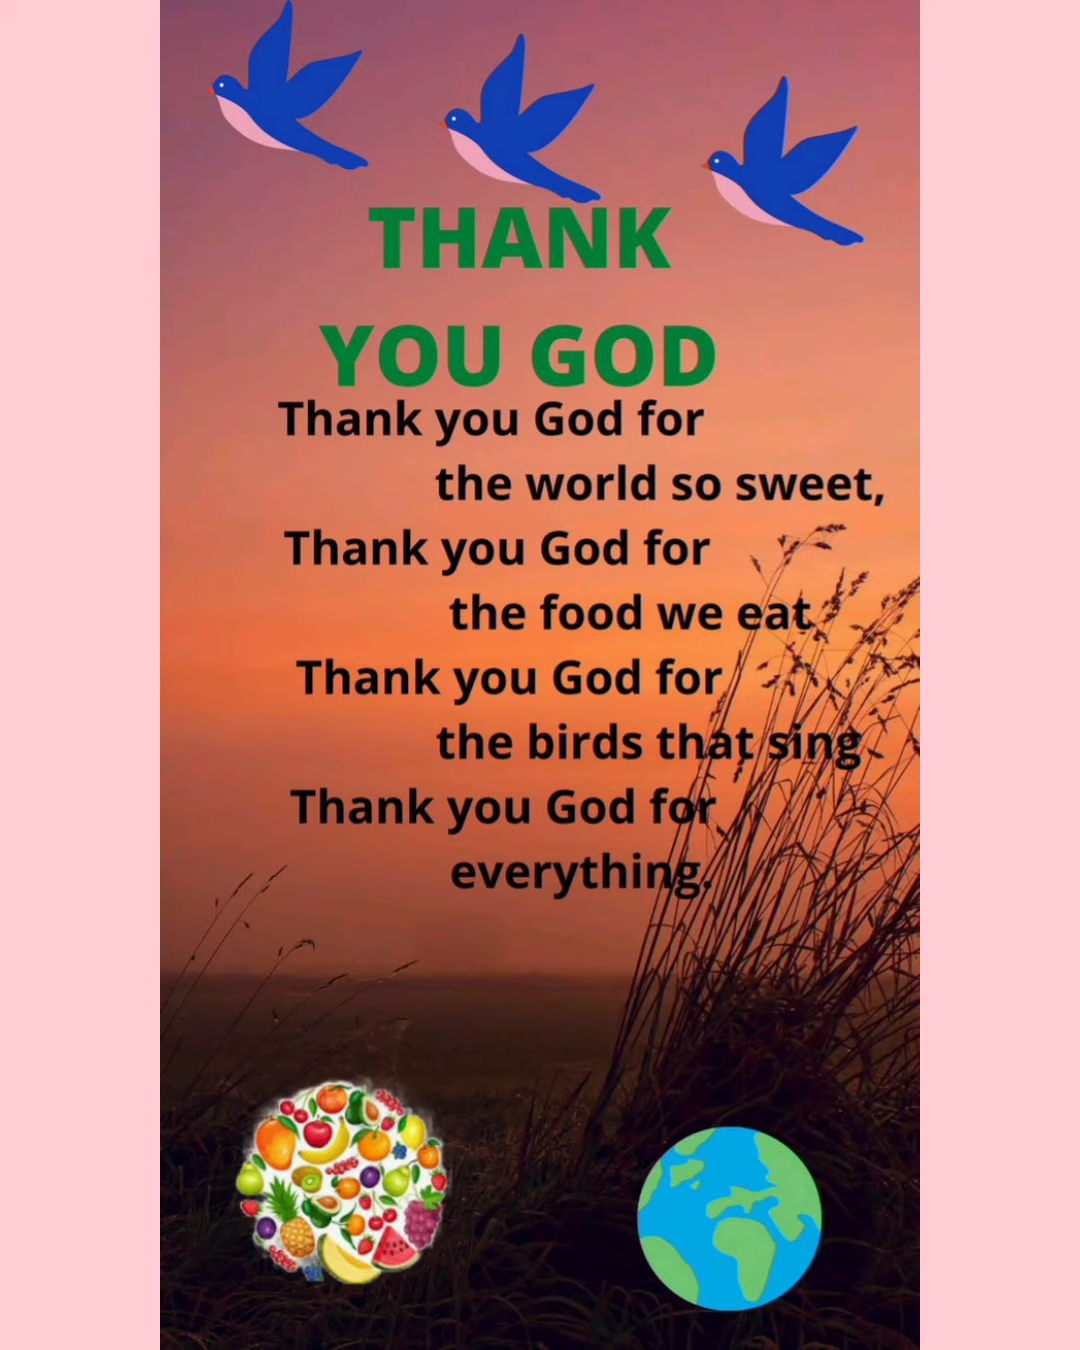 THANK
YOU GOD
Thank you God for
the world so sweet,
Thank you God for
the food we eat
Thank you God for
the birds that sing
Thank you God for
everything.